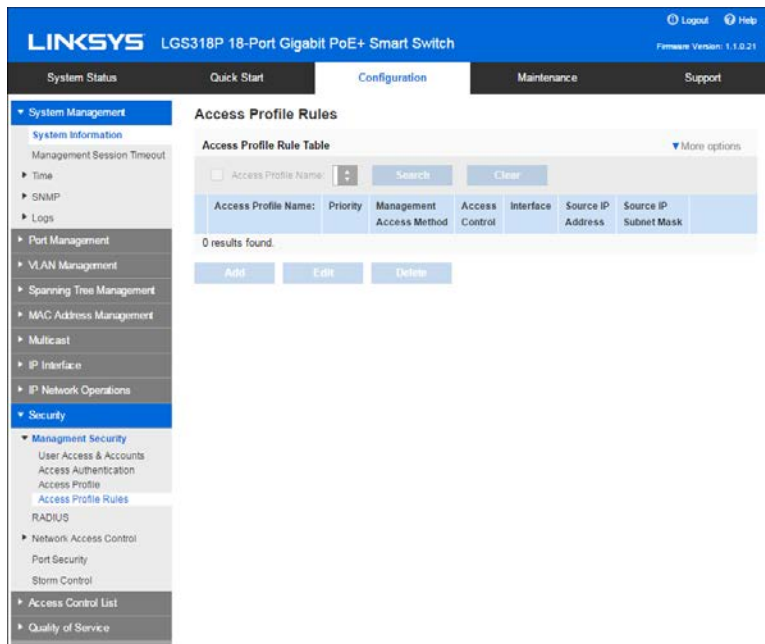 Logout Help
LINKSYS LGS318P 18-Port Gigabit PoE+ Smart Switch
Firmware Version: 1.1.0.21
System Status Quick Start Configuration Maintenance Support
System Management
System Information
Management Session Timeout
Time
SNMP
Logs
Port Management
VLAN Management
Spanning Tree Management
MAC Address Management
Multicast
IP Interface
IP Network Operations
Security
Managment Security
User Access & Accounts
Access Authentication
Access Profile
Access Profile Rules
RADIUS
Network Access Control
Port Security
Storm Control
Access Control List
Quality of Service
Access Profile Rules
Access Profile Rule Table
More options
Access Profile Name: Search Clear
Access Profile Name: Priority Management Access Control Interface Source IP Source IP
Access Method Address Subnet Mask
0 results found.
Add Edit Delete